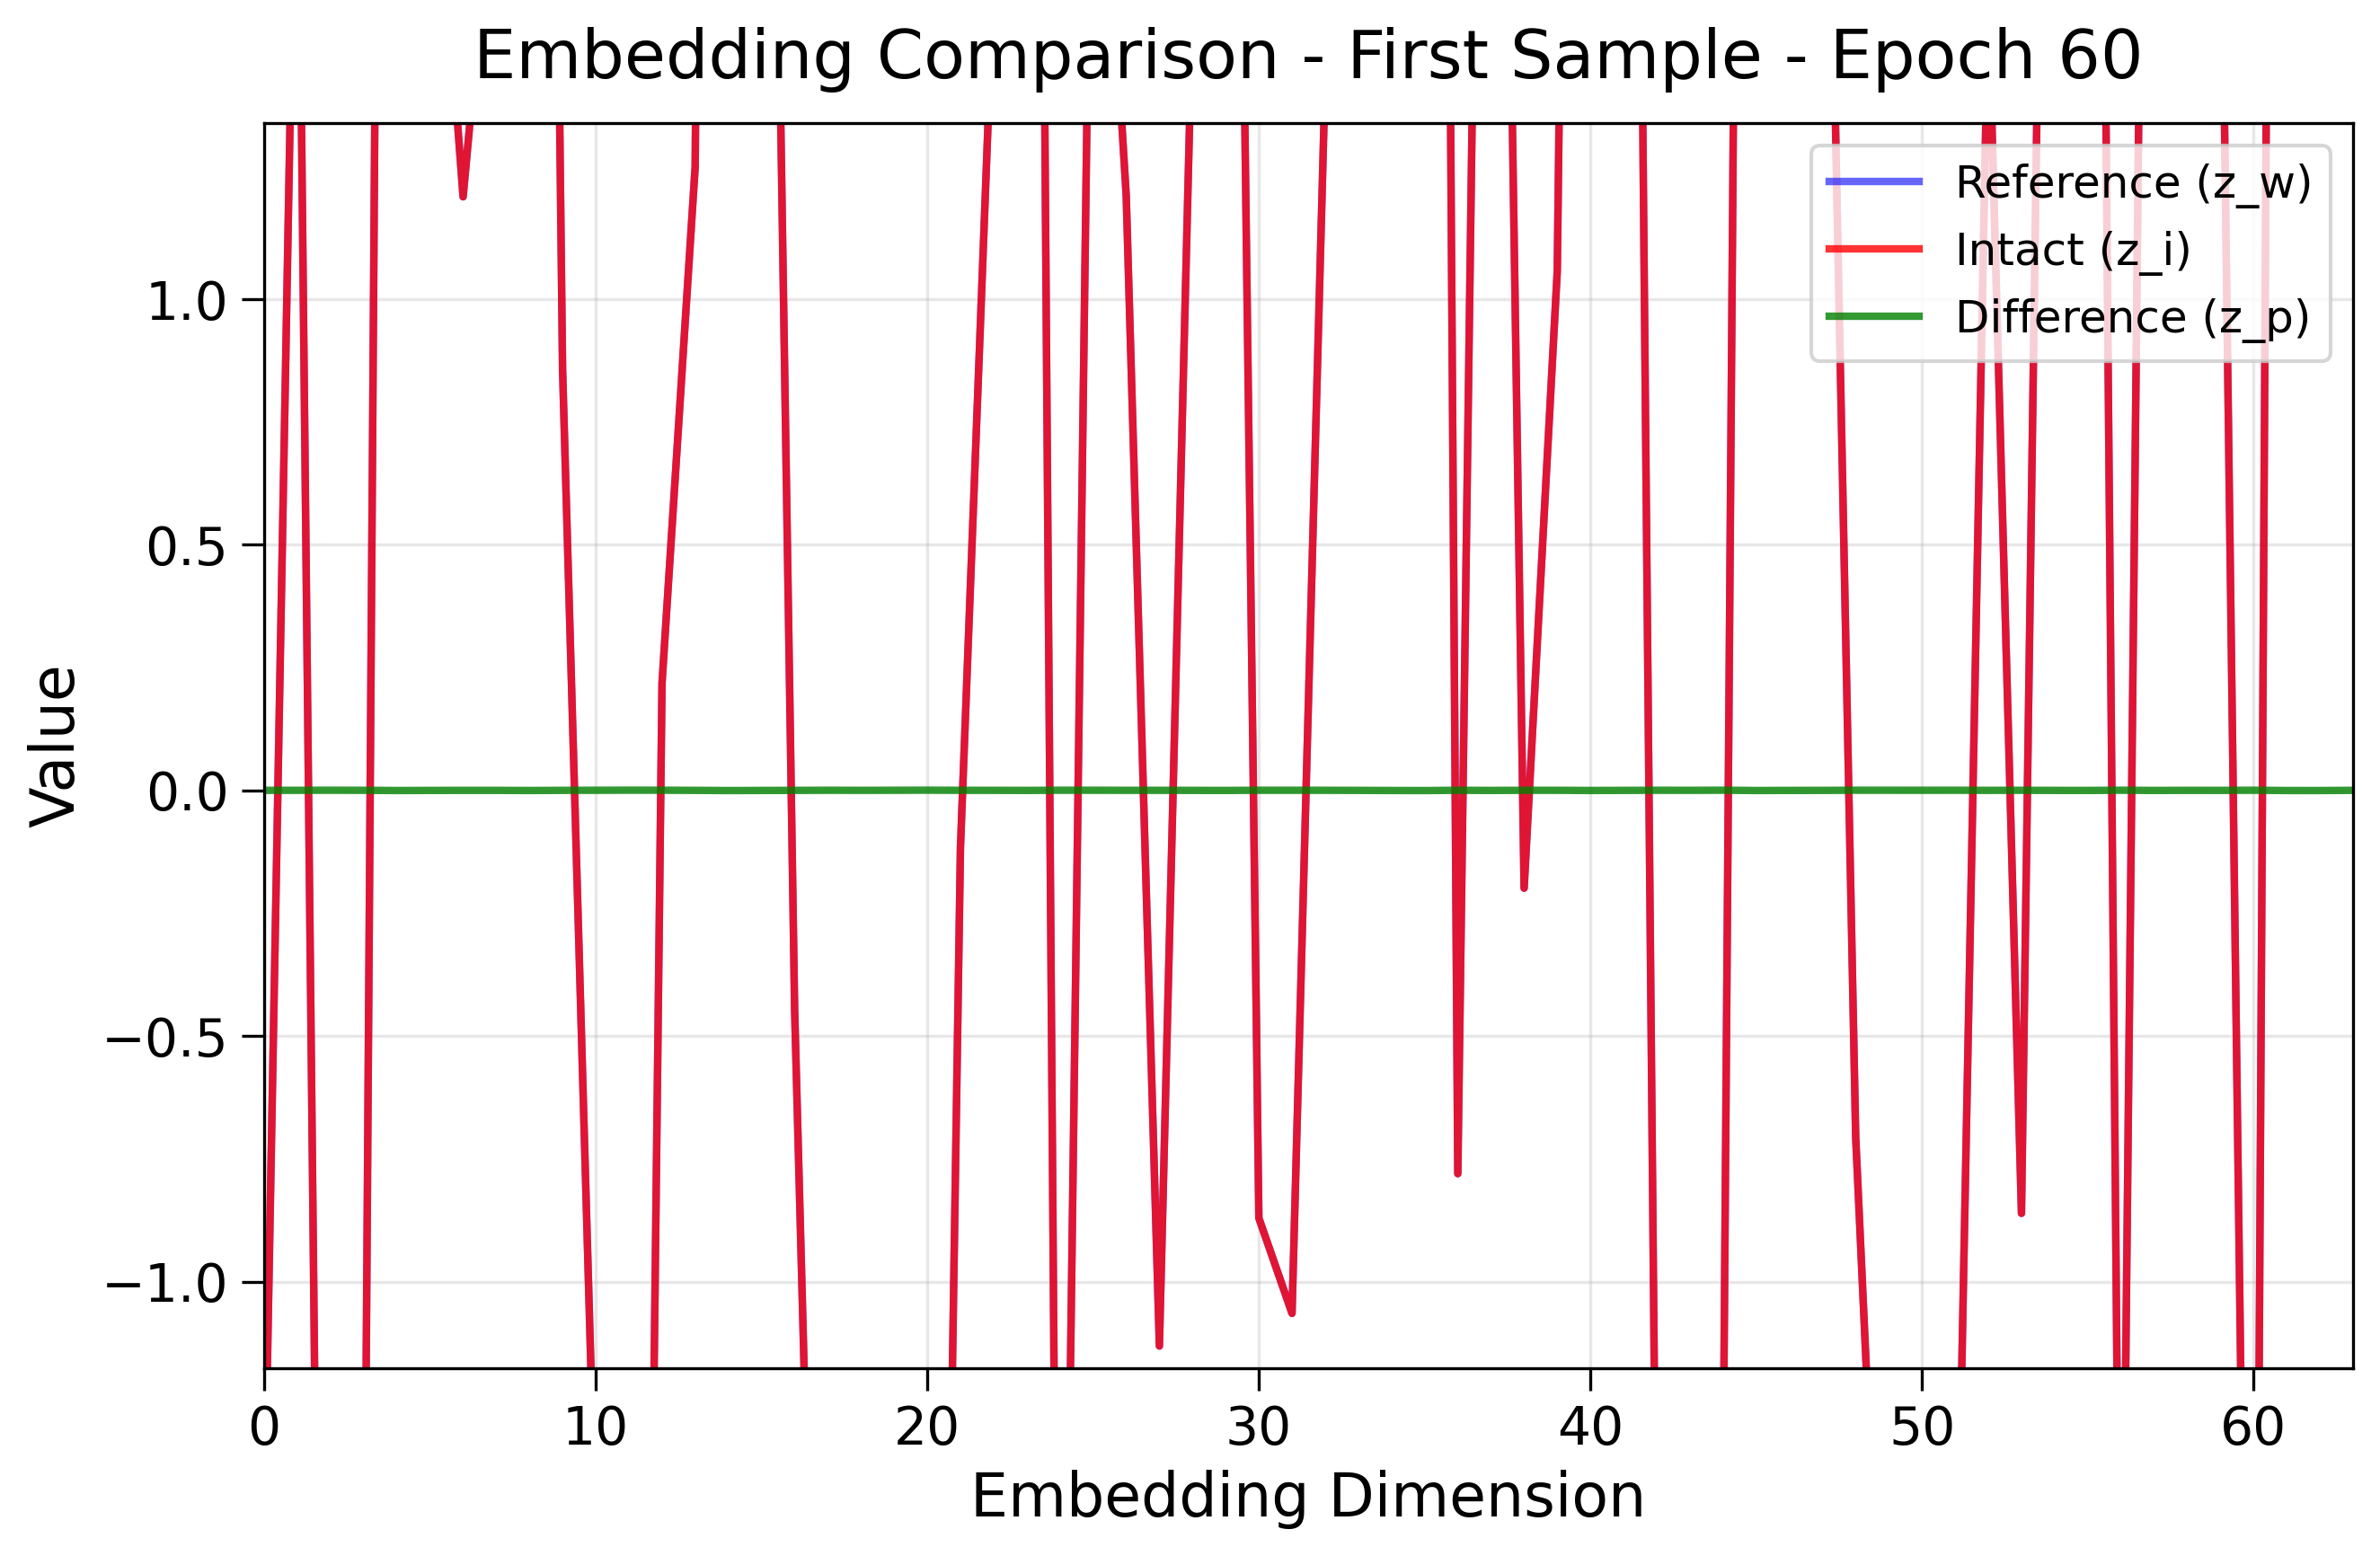 Embedding Comparison - First Sample - Epoch 60
Reference (z_w)
Intact (z_i)
Difference (z_p)
1.0
0.5
0.0
−0.5
−1.0
Value
0 10 20 30 40 50 60
Embedding Dimension